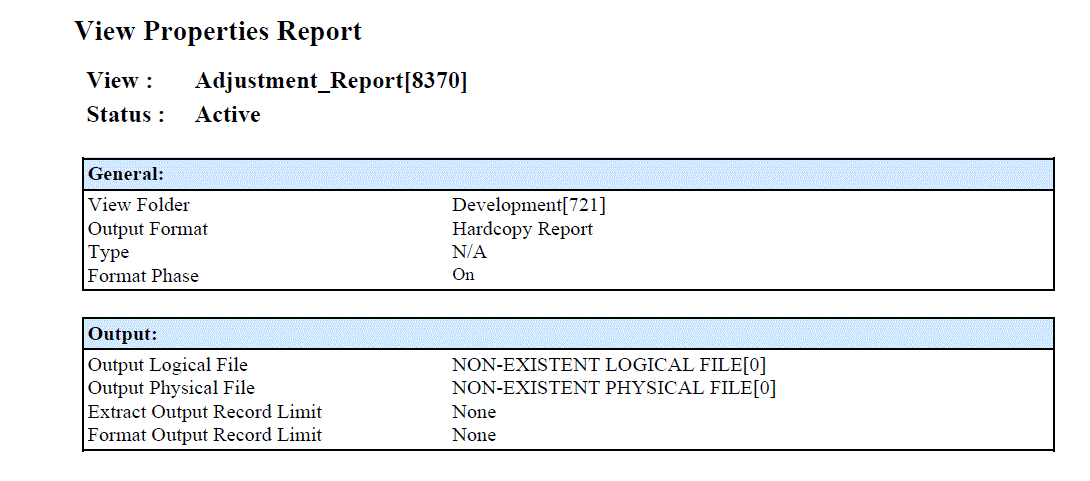 View Properties Report
View : Adjustment_Report[8370]
Status : Active
General:
View Folder Development[721]
Output Format Hardcopy Report
Type N/A
Format Phase On
Output:
Output Logical File NON-EXISTENT LOGICAL FILE[0]
Output Physical File NON-EXISTENT PHYSICAL FILE[0]
Extract Output Record Limit None
Format Output Record Limit None